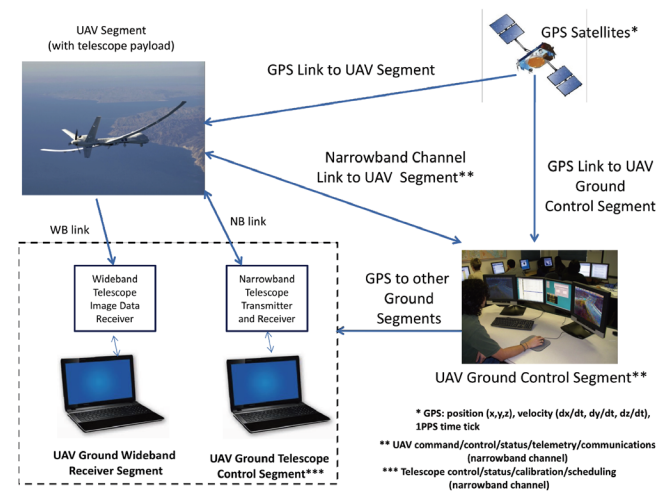 UAV Segment
(with telescope payload)
GPS Satellites*
GPS Link to UAV Segment
Narrowband Channel
Link to UAV Segment**
GPS Link to UAV
Ground
Control Segment
WB link
NB link
Wideband
Telescope
Image Data
Receiver
Narrowband
Telescope
Transmitter
and Receiver
GPS to other
Ground
Segments
UAV Ground Control Segment**
UAV Ground Wideband
Receiver Segment
UAV Ground Telescope
Control Segment***
* GPS: position (x,y,z), velocity (dx/dt, dy/dt, dz/dt),
1PPS time tick
** UAV command/control/status/telemetry/communications
(narrowband channel)
*** Telescope control/status/calibration/scheduling
(narrowband channel)